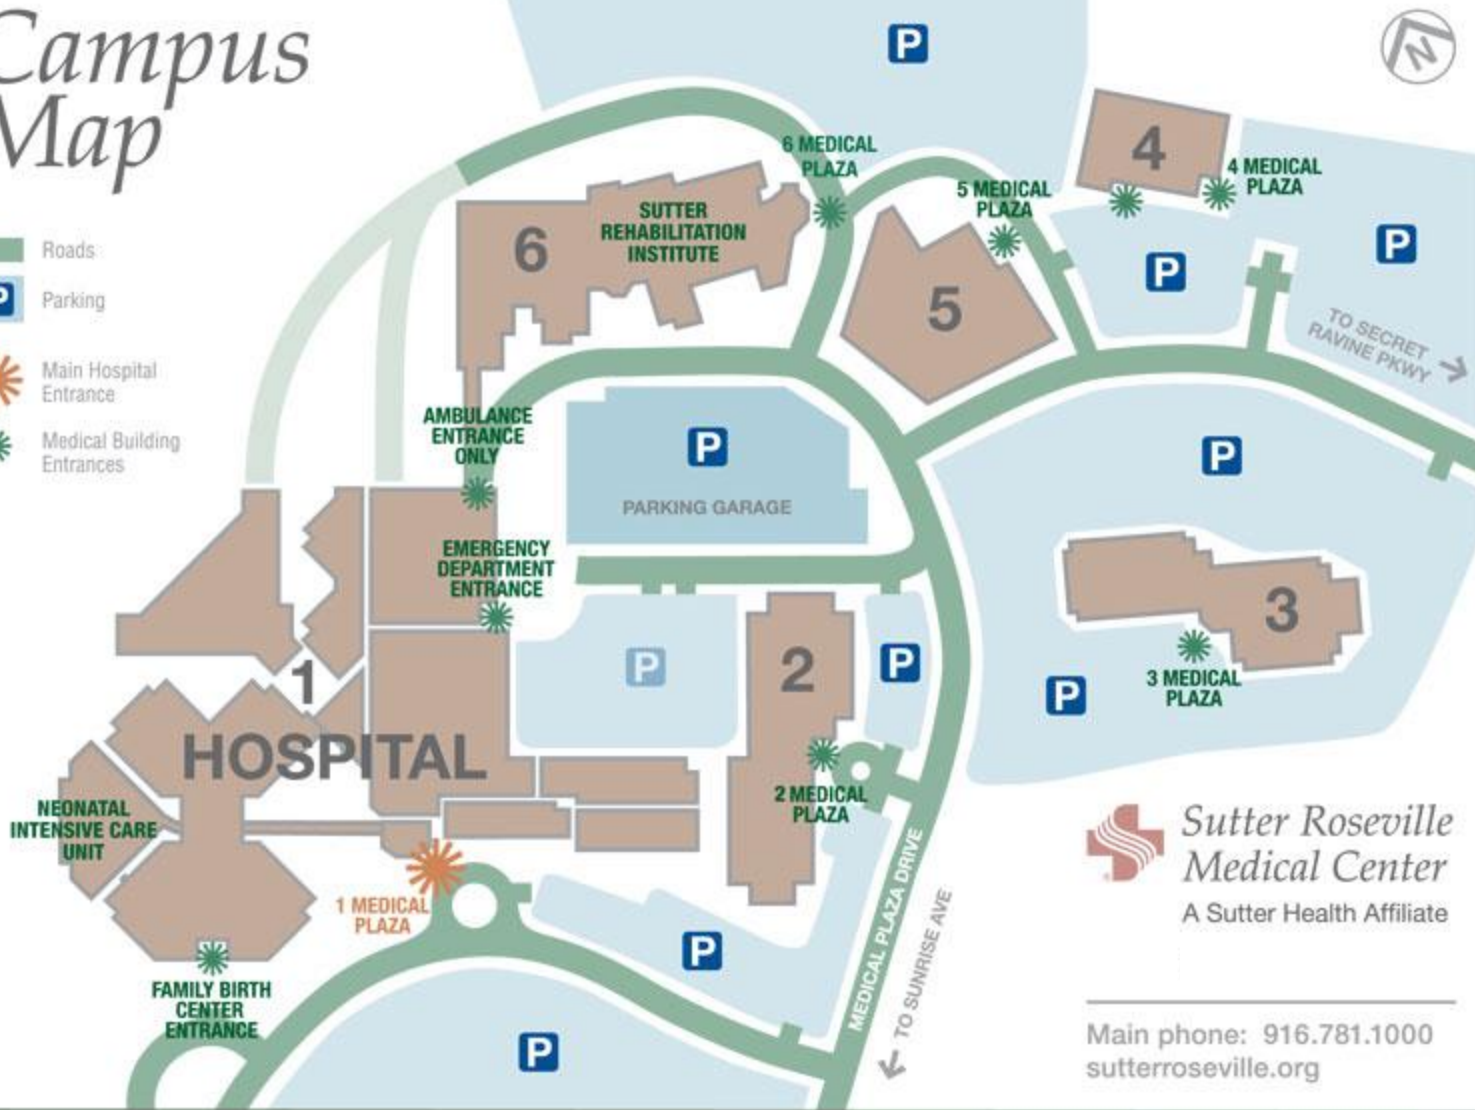 Campus
Map
Roads
P
Parking
Main Hospital
Entrance
Medical Building
Entrances
P
N
6 MEDICAL
PLAZA
4
4 MEDICAL
PLAZA
5 MEDICAL
PLAZA
6
SUTTER
REHABILITATION
INSTITUTE
P
P
5
TO SECRET
RAVINE PKWY
AMBULANCE
ENTRANCE
ONLY
P
PARKING GARAGE
P
EMERGENCY
DEPARTMENT
ENTRANCE
3
3 MEDICAL
PLAZA
P
P
2
P
1
HOSPITAL
2 MEDICAL
PLAZA
NEONATAL
INTENSIVE CARE
UNIT
1 MEDICAL
PLAZA
P
MEDICAL PLAZA DRIVE
TO SUNRISE AVE
FAMILY BIRTH
CENTER
ENTRANCE
P
Sutter Roseville
Medical Center
A Sutter Health Affiliate
Main phone: 916.781.1000
sutterroseville.org